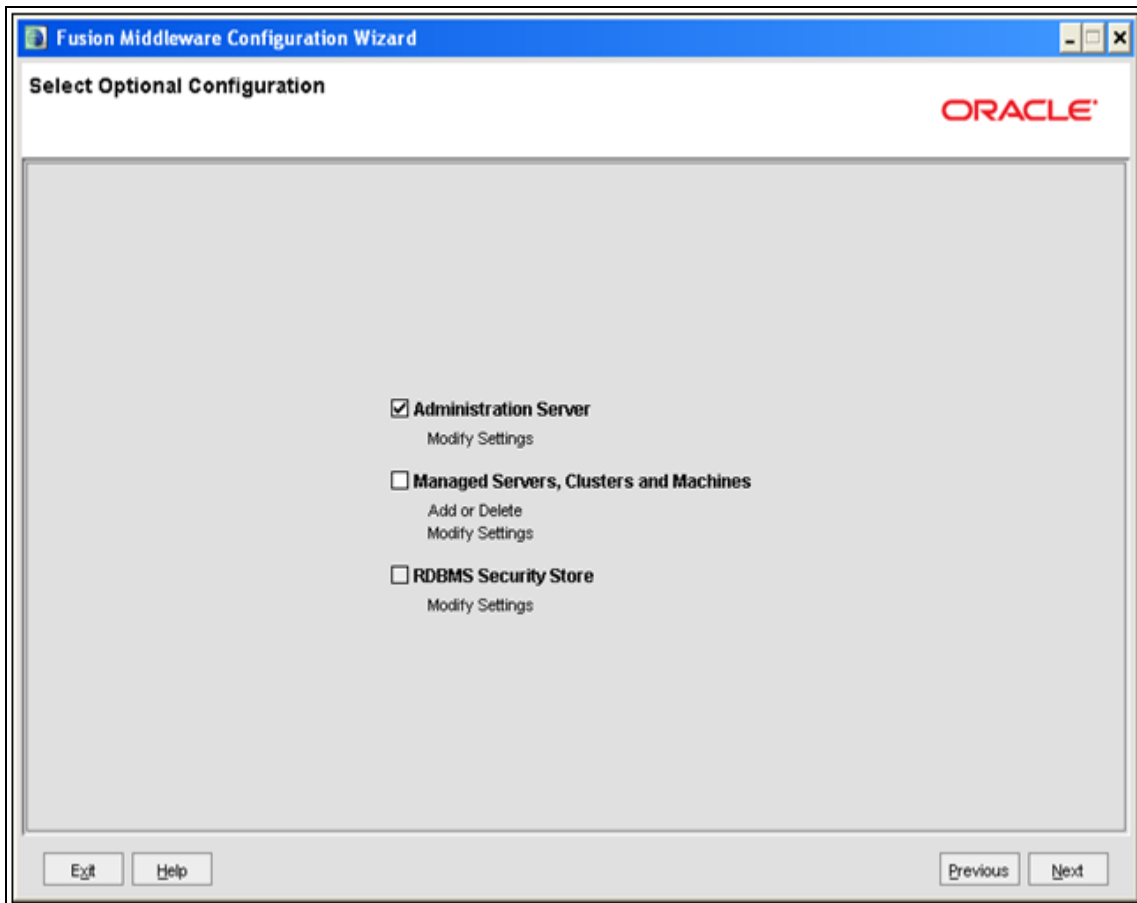 Fusion Middleware Configuration Wizard
Select Optional Configuration
ORACLE
Administration Server
Modify Settings
Managed Servers, Clusters and Machines
Add or Delete
Modify Settings
RDBMS Security Store
Modify Settings
Exit Help Previous Next